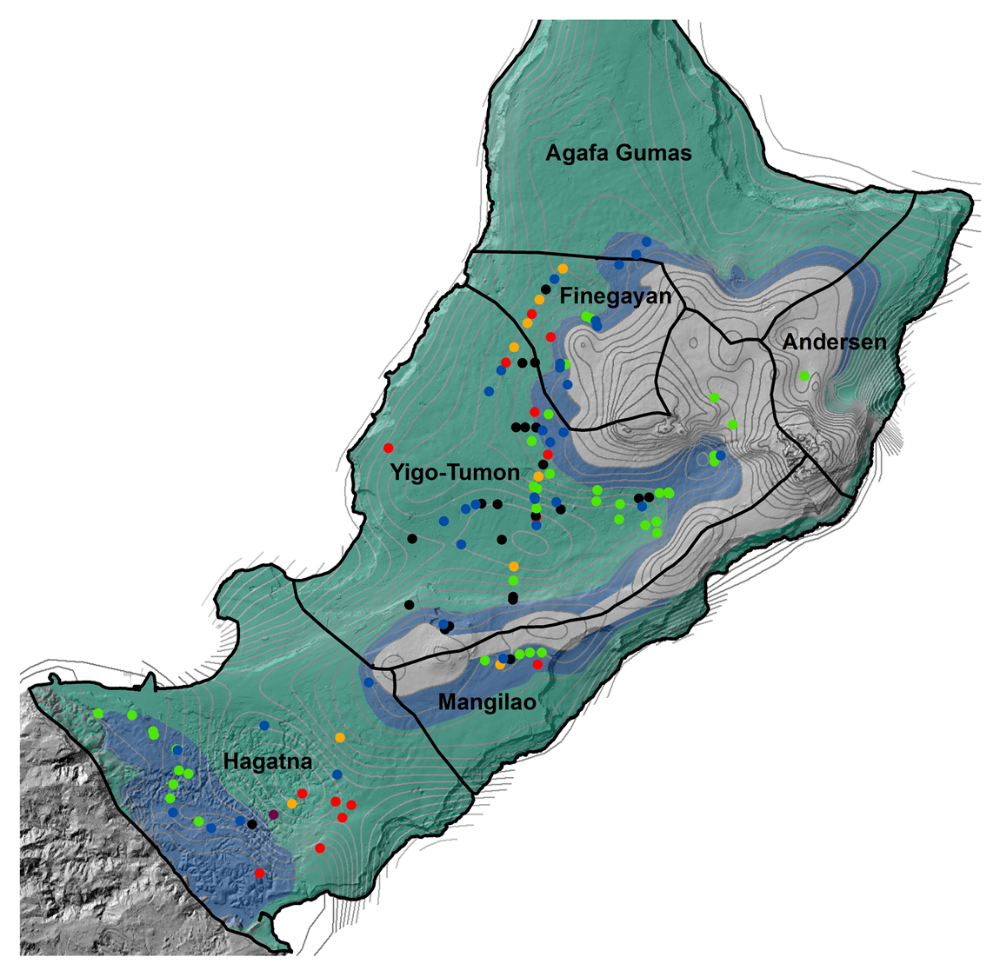 Agafa Gumas
Finegayan
Andersen
Yigo-Tumon
Mangilao
Hagatna